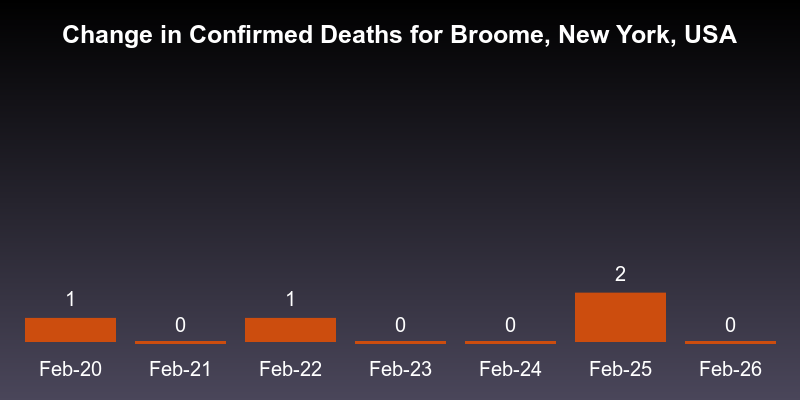 Change in Confirmed Deaths for Broome, New York, USA
1
0
1
0
0
2
0
Feb-20
Feb-21
Feb-22
Feb-23
Feb-24
Feb-25
Feb-26